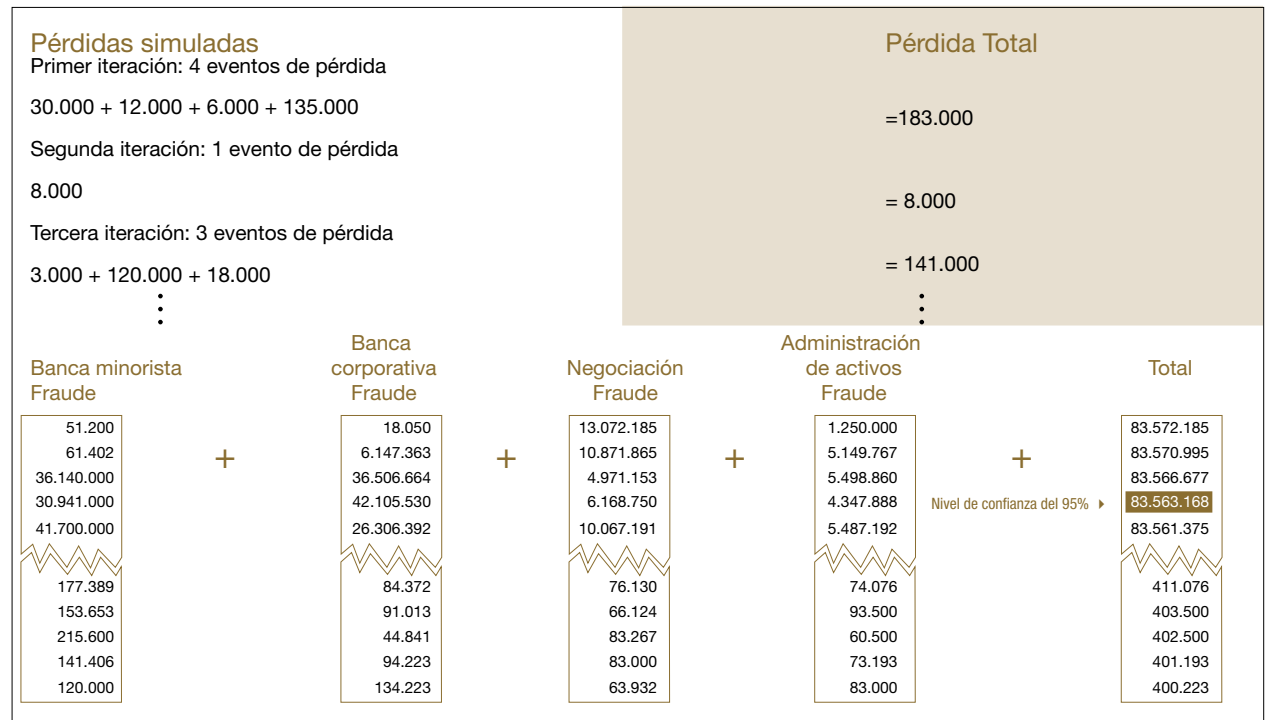 Pérdidas simuladas
Pérdida Total
Primer iteración: 4 eventos de pérdida
30.000 + 12.000 + 6.000 + 135.000
=183.000
Segunda iteración: 1 evento de pérdida
8.000
= 8.000
Tercera iteración: 3 eventos de pérdida
3.000 + 120.000 + 18.000
= 141.000
Banca minorista
Fraude
Banca
corporativa
Fraude
Negociación
Fraude
Administración
de activos
Fraude
Total
51.200 18.050 13.072.185 1.250.000 83.572.185
61.402 + 6.147.363 + 10.871.865 + 5.149.767 + 83.570.995
36.140.000 36.506.664 4.971.153 5.498.860 83.566.677
30.941.000 42.105.530 6.168.750 4.347.888 Nivel de confianza del 95% 83.563.168
41.700.000 26.306.392 10.067.191 5.487.192 83.561.375
177.389 84.372 76.130 74.076 411.076
153.653 91.013 66.124 93.500 403.500
215.600 44.841 83.267 60.500 402.500
141.406 94.223 83.000 73.193 401.193
120.000 134.223 63.932 83.000 400.223